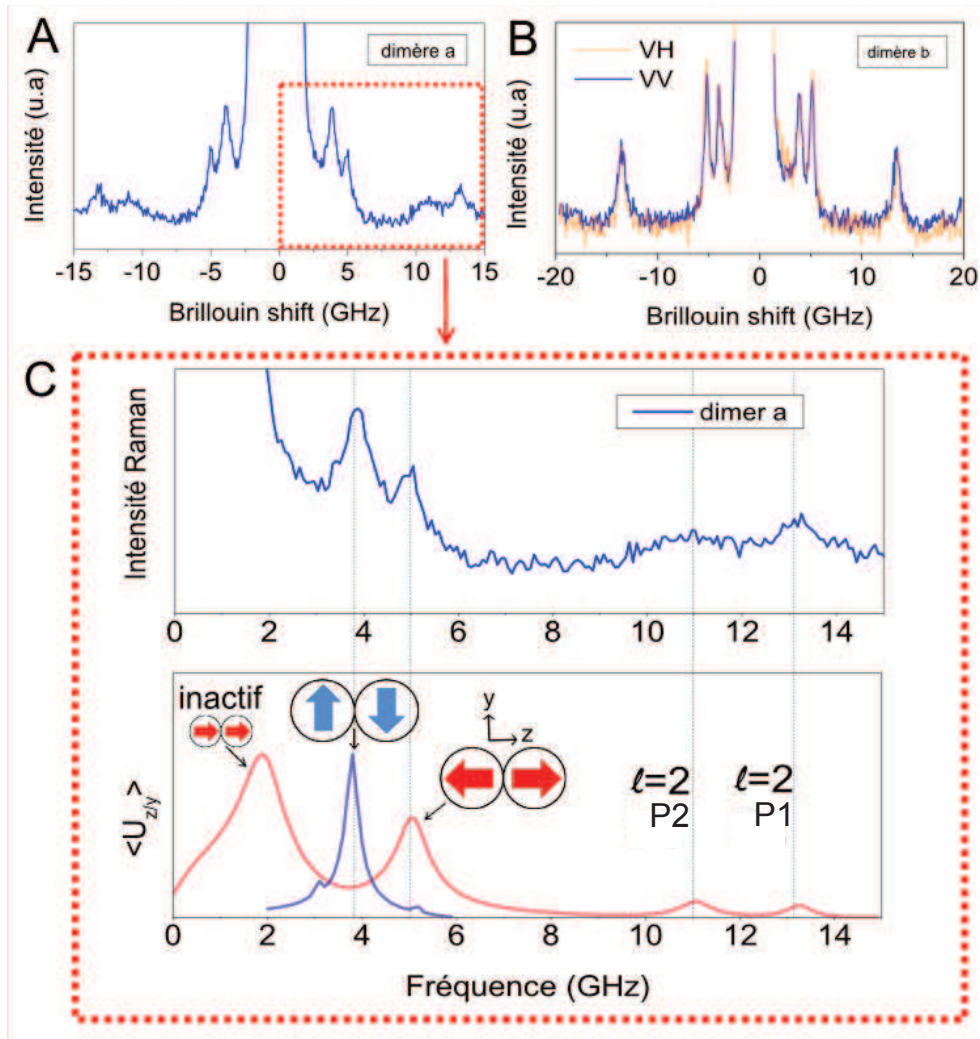 A
dimère a
Intensité (u.a)
-15 -10 -5 0 5 10 15
Brillouin shift (GHz)
B
VH
VV
dimère b
Intensité (u.a)
-20 -10 0 10 20
Brillouin shift (GHz)
C
dimer a
Intensité Raman
0 2 4 6 8 10 12 14
inactif
y
z
ℓ=2 ℓ=2
P2 P1
<U z/y >
0 2 4 6 8 10 12 14
Fréquence (GHz)